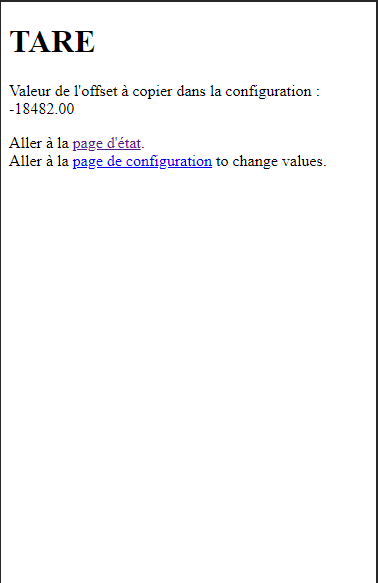 TARE
Valeur de l'offset à copier dans la configuration :
-18482.00
Aller à la page d'état.
Aller à la page de configuration to change values.